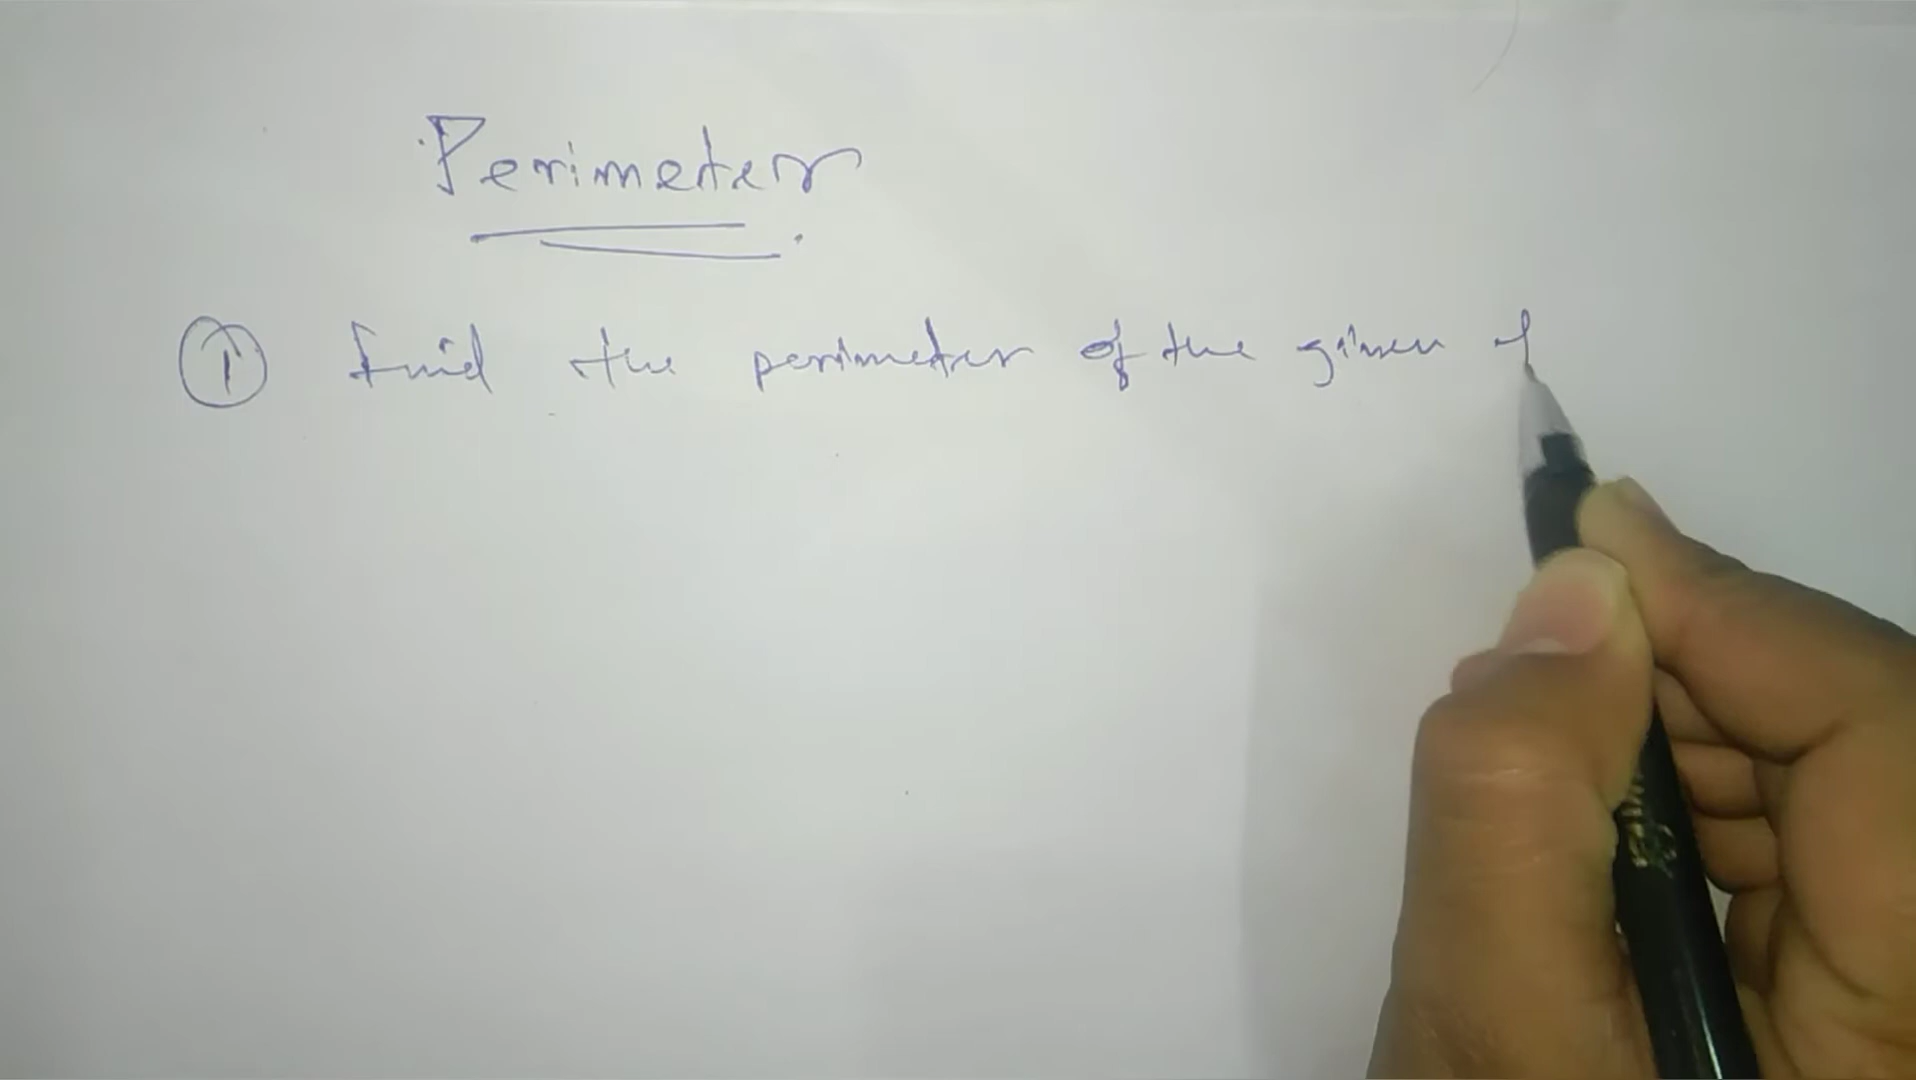 Perimeter
① find the perimeter of the given f